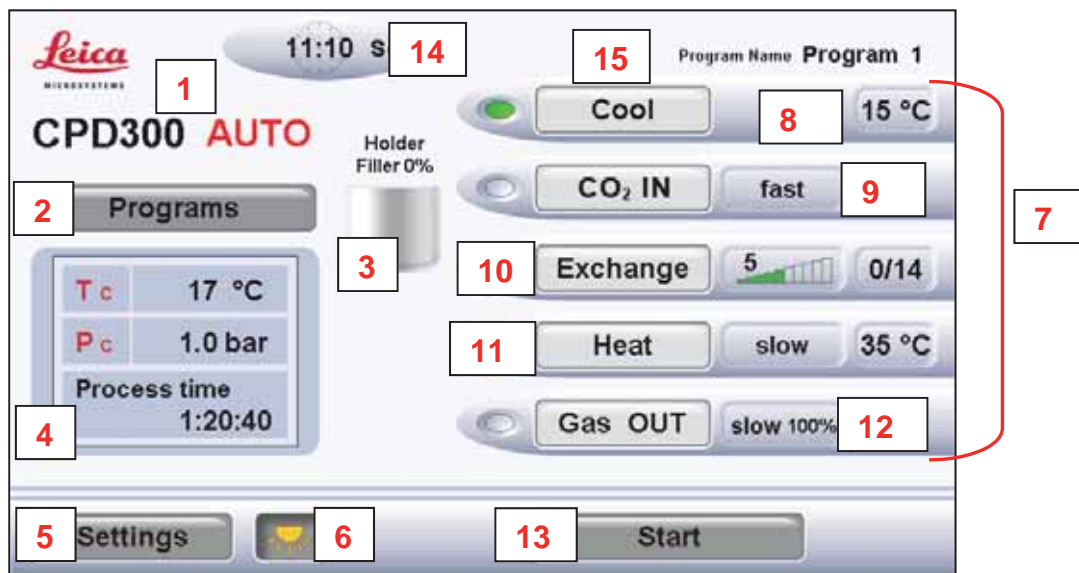 Leica
MICROSYSTEMS
1
11:10 S
14
15
Program Name Program 1
CPD300 AUTO
Holder
Filler 0%
Cool
8
15 °C
2
Programs
CO₂ IN
fast
9
7
3
10
Exchange
5
0/14
Tc
17 °C
Pc
1.0 bar
11
Heat
slow
35 °C
Process time
1:20:40
4
Gas OUT
slow 100%
12
5
Settings
6
13
Start